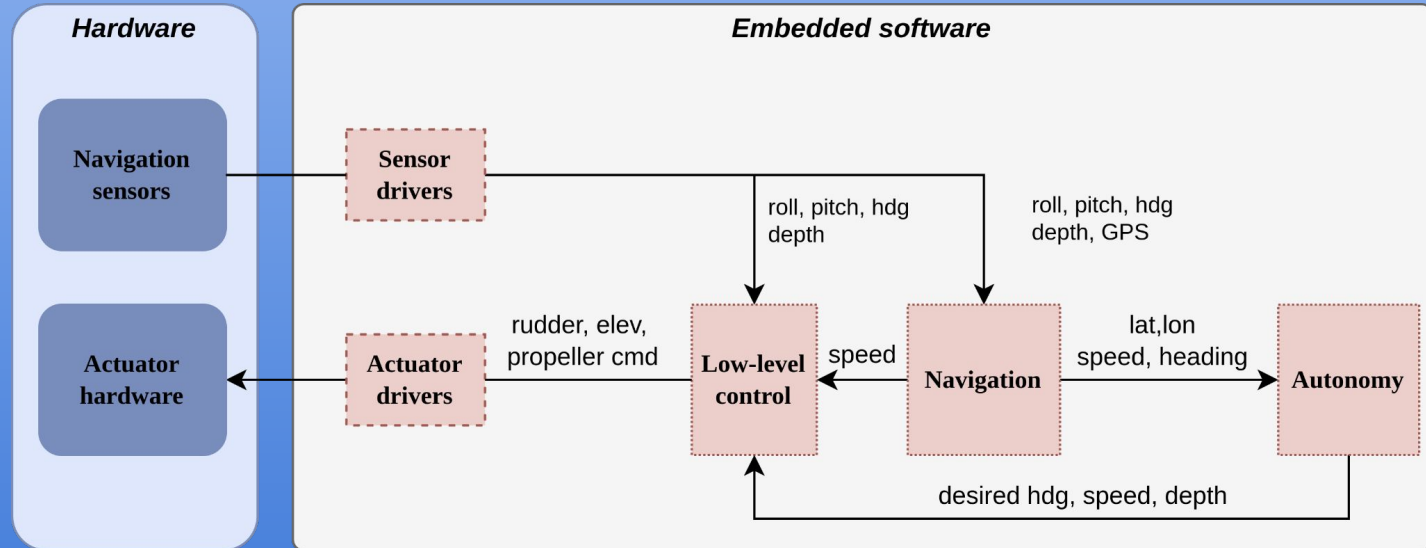 Hardware
Embedded software
Navigation
sensors
Sensor
drivers
roll, pitch, hdg
depth
roll, pitch, hdg
depth, GPS
Actuator
hardware
Actuator
drivers
rudder, elev,
propeller cmd
Low-level
control
speed
Navigation
lat,lon
speed, heading
Autonomy
desired hdg, speed, depth